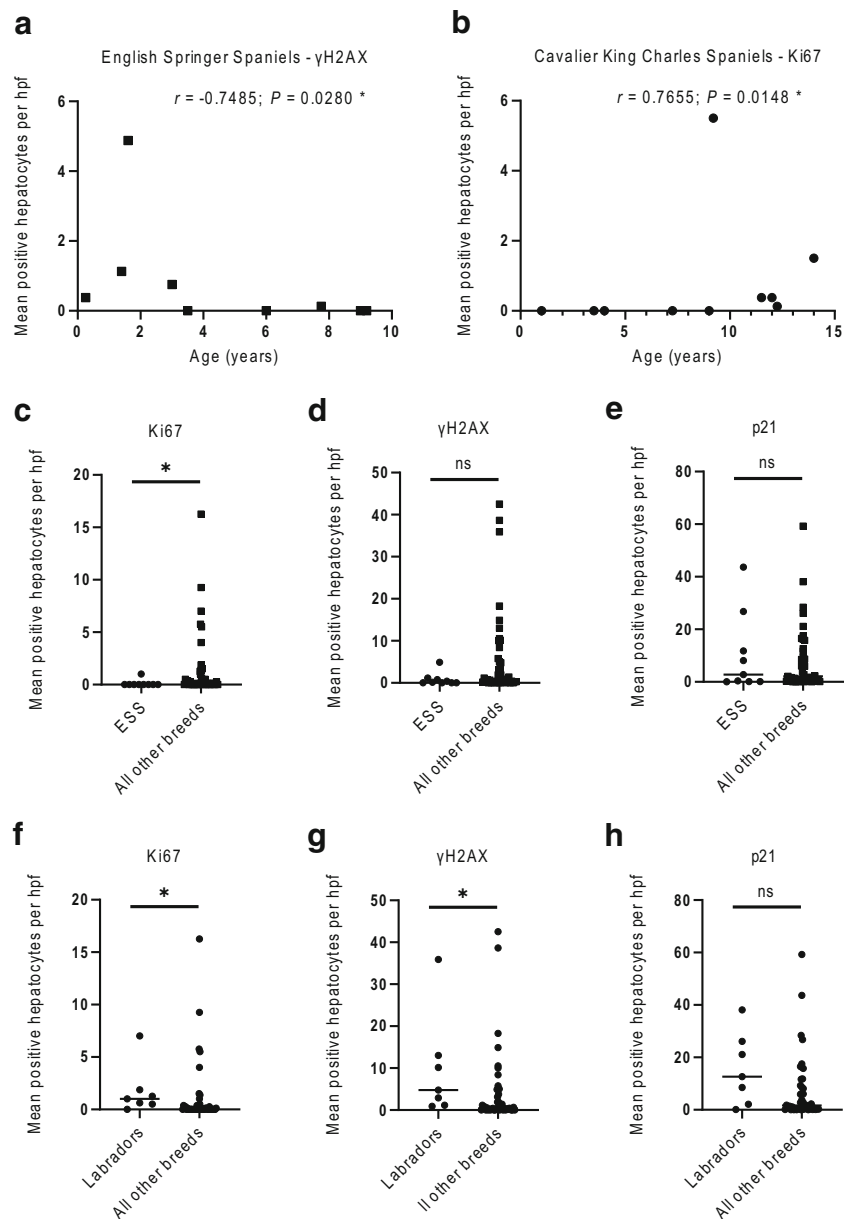 a
English Springer Spaniels - γH2AX
r = -0.7485; P = 0.0280 *
Mean positive hepatocytes per hpf
6
4
2
0
0 2 4 6 8 10
Age (years)
b
Cavalier King Charles Spaniels - Ki67
r = 0.7655; P = 0.0148 *
Mean positive hepatocytes per hpf
6
4
2
0
0 5 10 15
Age (years)
c
Ki67
*
Mean positive hepatocytes per hpf
20
15
10
5
0
ESS
All other breeds
d
γH2AX
ns
Mean positive hepatocytes per hpf
50
40
30
20
10
0
ESS
All other breeds
e
p21
ns
Mean positive hepatocytes per hpf
80
60
40
20
0
ESS
All other breeds
f
Ki67
*
Mean positive hepatocytes per hpf
20
15
10
5
0
Labradors
All other breeds
g
γH2AX
*
Mean positive hepatocytes per hpf
50
40
30
20
10
0
Labradors
ll other breeds
h
p21
ns
Mean positive hepatocytes per hpf
80
60
40
20
0
Labradors
All other breeds